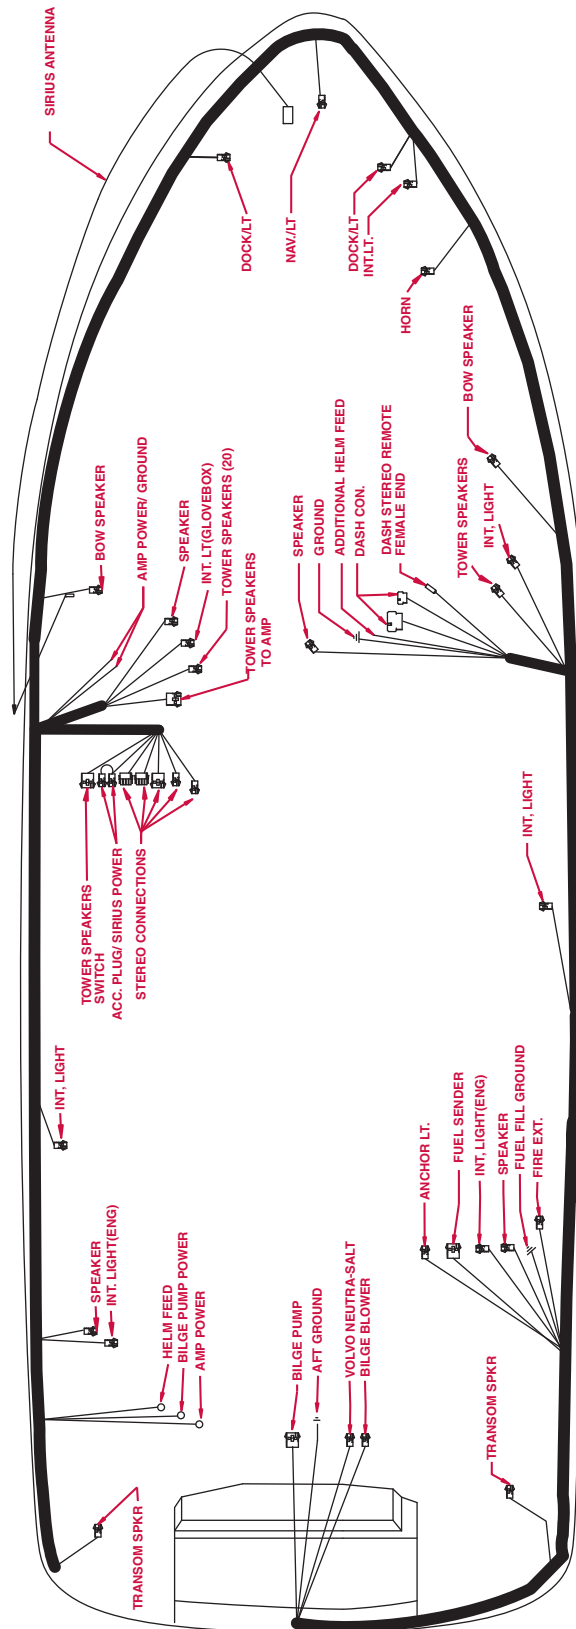 SIRIUS ANTENNA
DOCK/LT
NAV./LT
DOCK/LT
INT.LT.
HORN
BOW SPEAKER
BOW SPEAKER
AMP POWER/ GROUND
SPEAKER
INT. LT(GLOVEBOX)
TOWER SPEAKERS (20)
TOWER SPEAKERS
TO AMP
SPEAKER
GROUND
ADDITIONAL HELM FEED
DASH CON.
DASH STEREO REMOTE
FEMALE END
TOWER SPEAKERS
INT, LIGHT
TOWER SPEAKERS
SWITCH
ACC. PLUG/ SIRIUS POWER
STEREO CONNECTIONS
INT, LIGHT
INT, LIGHT
ANCHOR LT.
FUEL SENDER
INT, LIGHT(ENG)
SPEAKER
FUEL FILL GROUND
FIRE EXT.
SPEAKER
INT. LIGHT(ENG)
HELM FEED
BILGE PUMP POWER
AMP POWER
BILGE PUMP
AFT GROUND
VOLVO NEUTRA-SALT
BILGE BLOWER
TRANSOM SPKR
TRANSOM SPKR